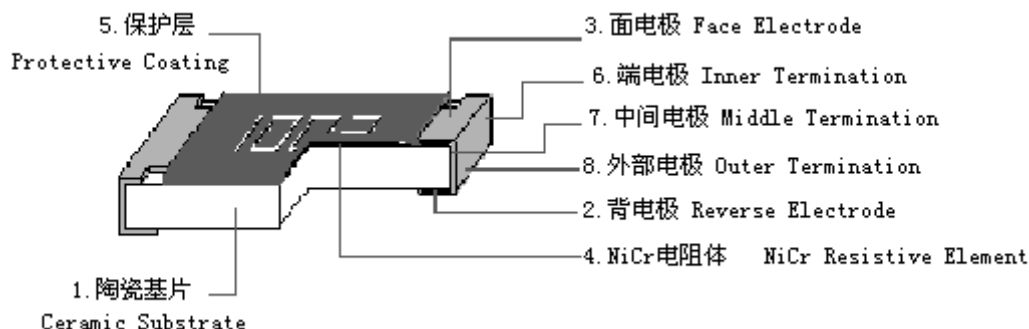 5.保护层
Protective Coating
3.面电极 Face Electrode
6.端电极 Inner Termination
7.中间电极 Middle Termination
8.外部电极 Outer Termination
2.背电极 Reverse Electrode
4.NiCr电阻体 NiCr Resistive Element
1.陶瓷基片
Ceramic Substrate